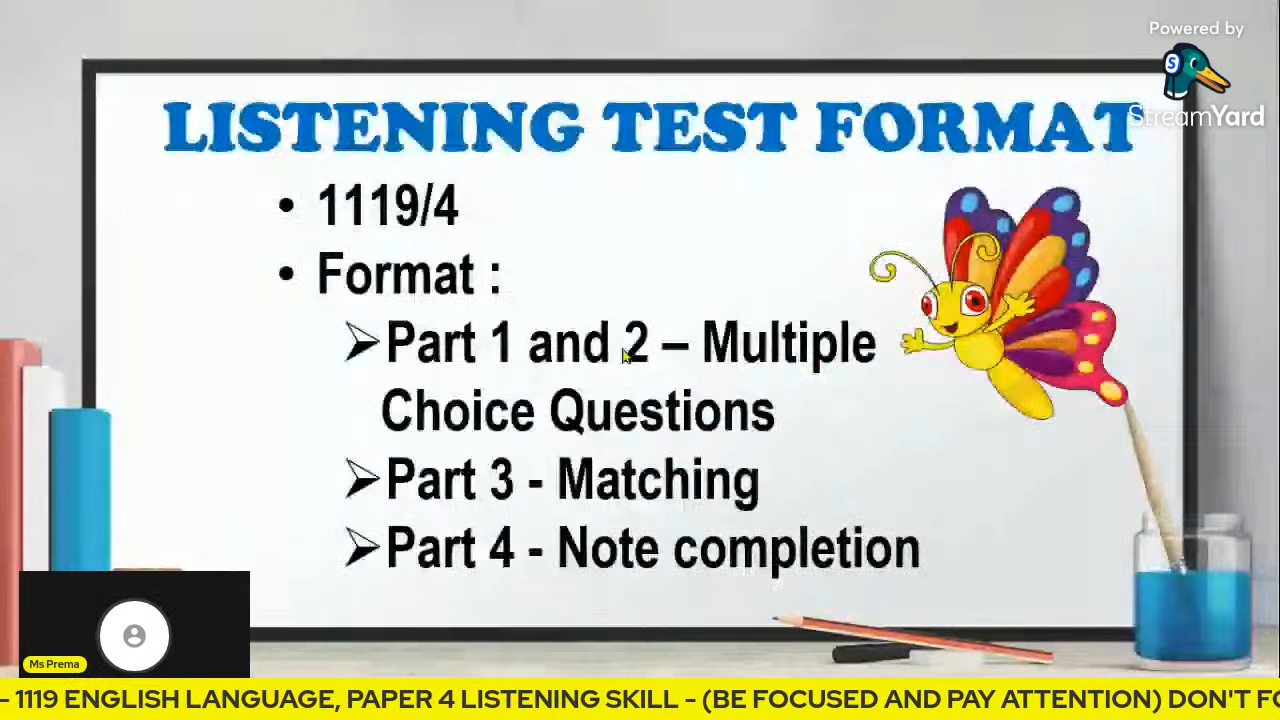 Powered by
StreamYard
LISTENING TEST FORMAT
• 1119/4
• Format :
➢Part 1 and 2 – Multiple
Choice Questions
➢Part 3 - Matching
➢Part 4 - Note completion
Ms Prema
– 1119 ENGLISH LANGUAGE, PAPER 4 LISTENING SKILL - (BE FOCUSED AND PAY ATTENTION) DON'T